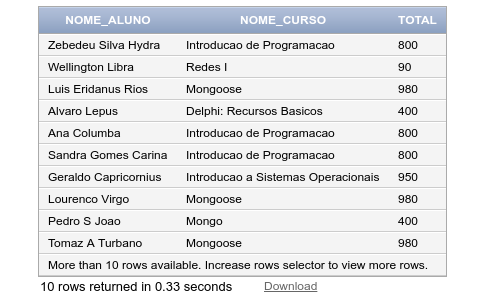 NOME_ALUNO NOME_CURSO TOTAL
Zebedeu Silva Hydra Introducao de Programacao 800
Wellington Libra Redes I 90
Luis Eridanus Rios Mongoose 980
Alvaro Lepus Delphi: Recursos Basicos 400
Ana Columba Introducao de Programacao 800
Sandra Gomes Carina Introducao de Programacao 800
Geraldo Capricornius Introducao a Sistemas Operacionais 950
Lourenco Virgo Mongoose 980
Pedro S Joao Mongo 400
Tomaz A Turbano Mongoose 980
More than 10 rows available. Increase rows selector to view more rows.
10 rows returned in 0.33 seconds Download